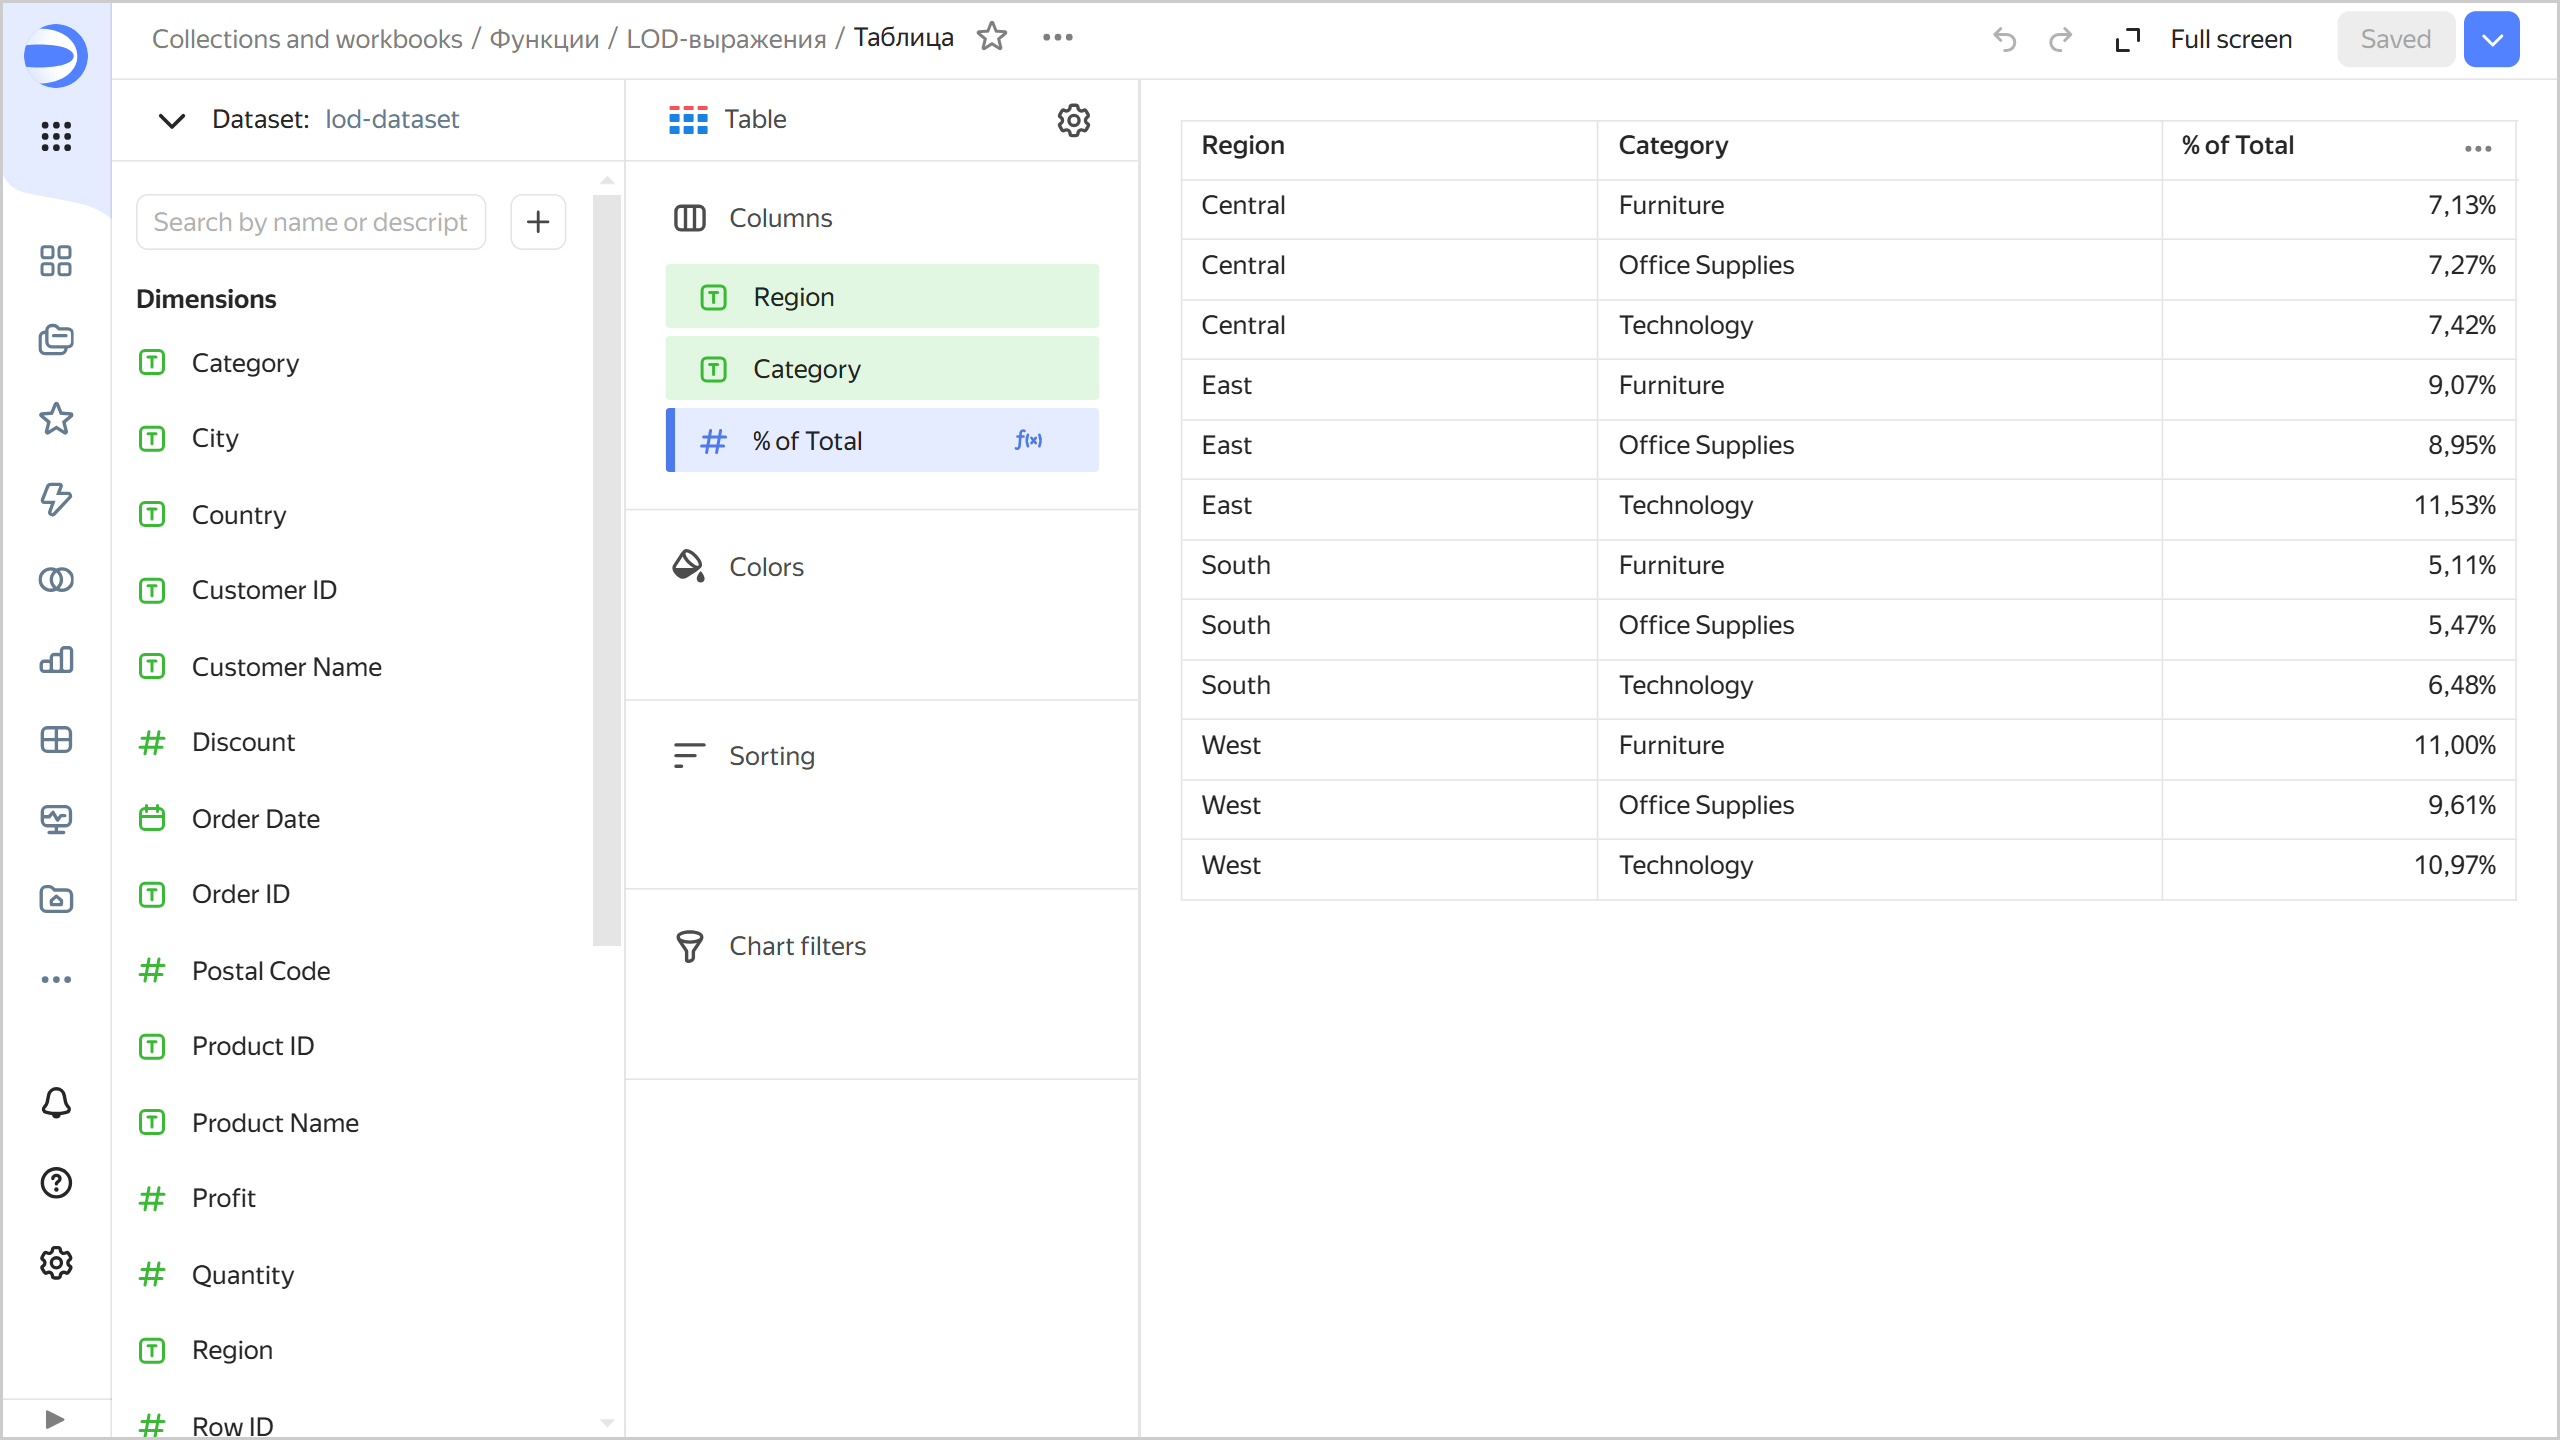 Collections and workbooks / Функции / LOD-выражения / Таблица
Full screen
Saved
Dataset: lod-dataset
Search by name or descript
Dimensions
Category
City
Country
Customer ID
Customer Name
Discount
Order Date
Order ID
Postal Code
Product ID
Product Name
Profit
Quantity
Region
Row ID
Table
Columns
Region
Category
% of Total f(x)
Colors
Sorting
Chart filters
Region Category % of Total
Central Furniture 7,13%
Central Office Supplies 7,27%
Central Technology 7,42%
East Furniture 9,07%
East Office Supplies 8,95%
East Technology 11,53%
South Furniture 5,11%
South Office Supplies 5,47%
South Technology 6,48%
West Furniture 11,00%
West Office Supplies 9,61%
West Technology 10,97%